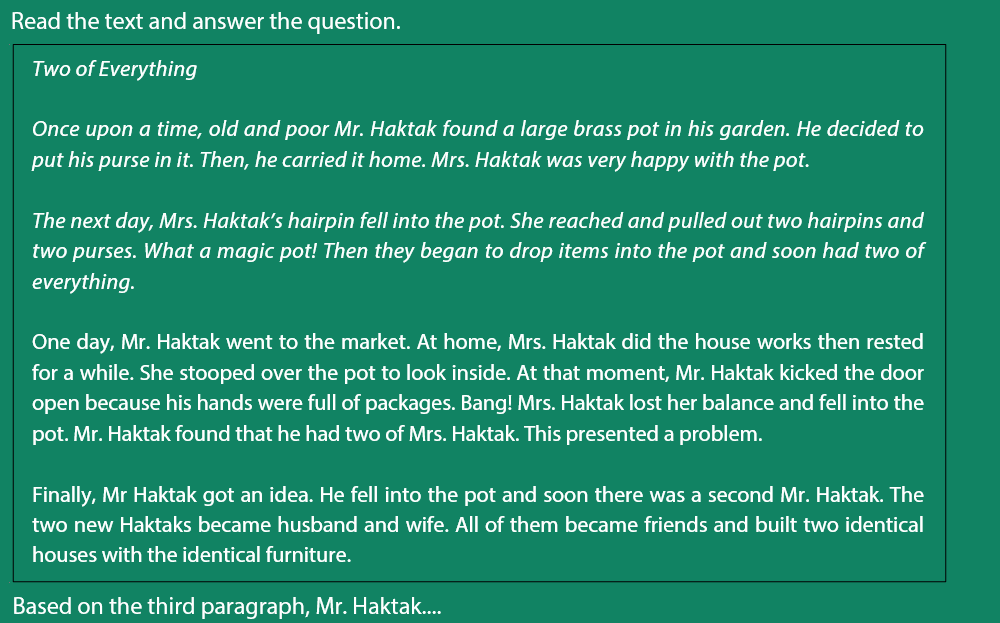 Read the text and answer the question.
Two of Everything
Once upon a time, old and poor Mr. Haktak found a large brass pot in his garden. He decided to
put his purse in it. Then, he carried it home. Mrs. Haktak was very happy with the pot.
The next day, Mrs. Haktak’s hairpin fell into the pot. She reached and pulled out two hairpins and
two purses. What a magic pot! Then they began to drop items into the pot and soon had two of
everything.
One day, Mr. Haktak went to the market. At home, Mrs. Haktak did the house works then rested
for a while. She stooped over the pot to look inside. At that moment, Mr. Haktak kicked the door
open because his hands were full of packages. Bang! Mrs. Haktak lost her balance and fell into the
pot. Mr. Haktak found that he had two of Mrs. Haktak. This presented a problem.
Finally, Mr Haktak got an idea. He fell into the pot and soon there was a second Mr. Haktak. The
two new Haktaks became husband and wife. All of them became friends and built two identical
houses with the identical furniture.
Based on the third paragraph, Mr. Haktak....